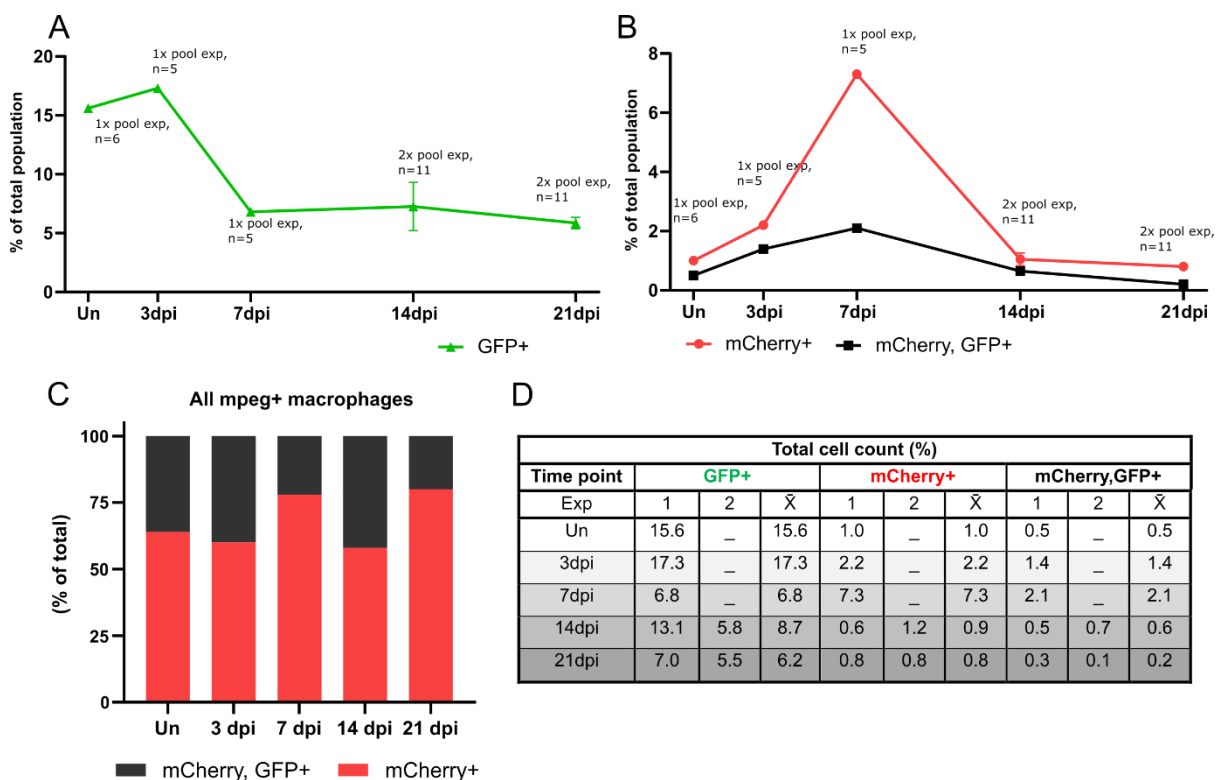 A
% of total population
20
15
10
5
0
1x pool exp,
n=6
1x pool exp,
n=5
1x pool exp,
n=5
2x pool exp,
n=11
2x pool exp,
n=11
Un 3dpi 7dpi 14dpi 21dpi
GFP+
B
% of total population
8
6
4
2
0
1x pool exp,
n=6
1x pool exp,
n=5
1x pool exp,
n=5
2x pool exp,
n=11
2x pool exp,
n=11
Un 3dpi 7dpi 14dpi 21dpi
mCherry+ mCherry, GFP+
C
All mpeg+ macrophages
(% of total)
100
75
50
25
0
Un 3 dpi 7 dpi 14 dpi 21 dpi
mCherry, GFP+ mCherry+
D
Total cell count (%)
Time point GFP+ mCherry+ mCherry,GFP+
Exp 1 2 X̄ 1 2 X̄ 1 2 X̄
Un 15.6 _ 15.6 1.0 _ 1.0 0.5 _ 0.5
3dpi 17.3 _ 17.3 2.2 _ 2.2 1.4 _ 1.4
7dpi 6.8 _ 6.8 7.3 _ 7.3 2.1 _ 2.1
14dpi 13.1 5.8 8.7 0.6 1.2 0.9 0.5 0.7 0.6
21dpi 7.0 5.5 6.2 0.8 0.8 0.8 0.3 0.1 0.2